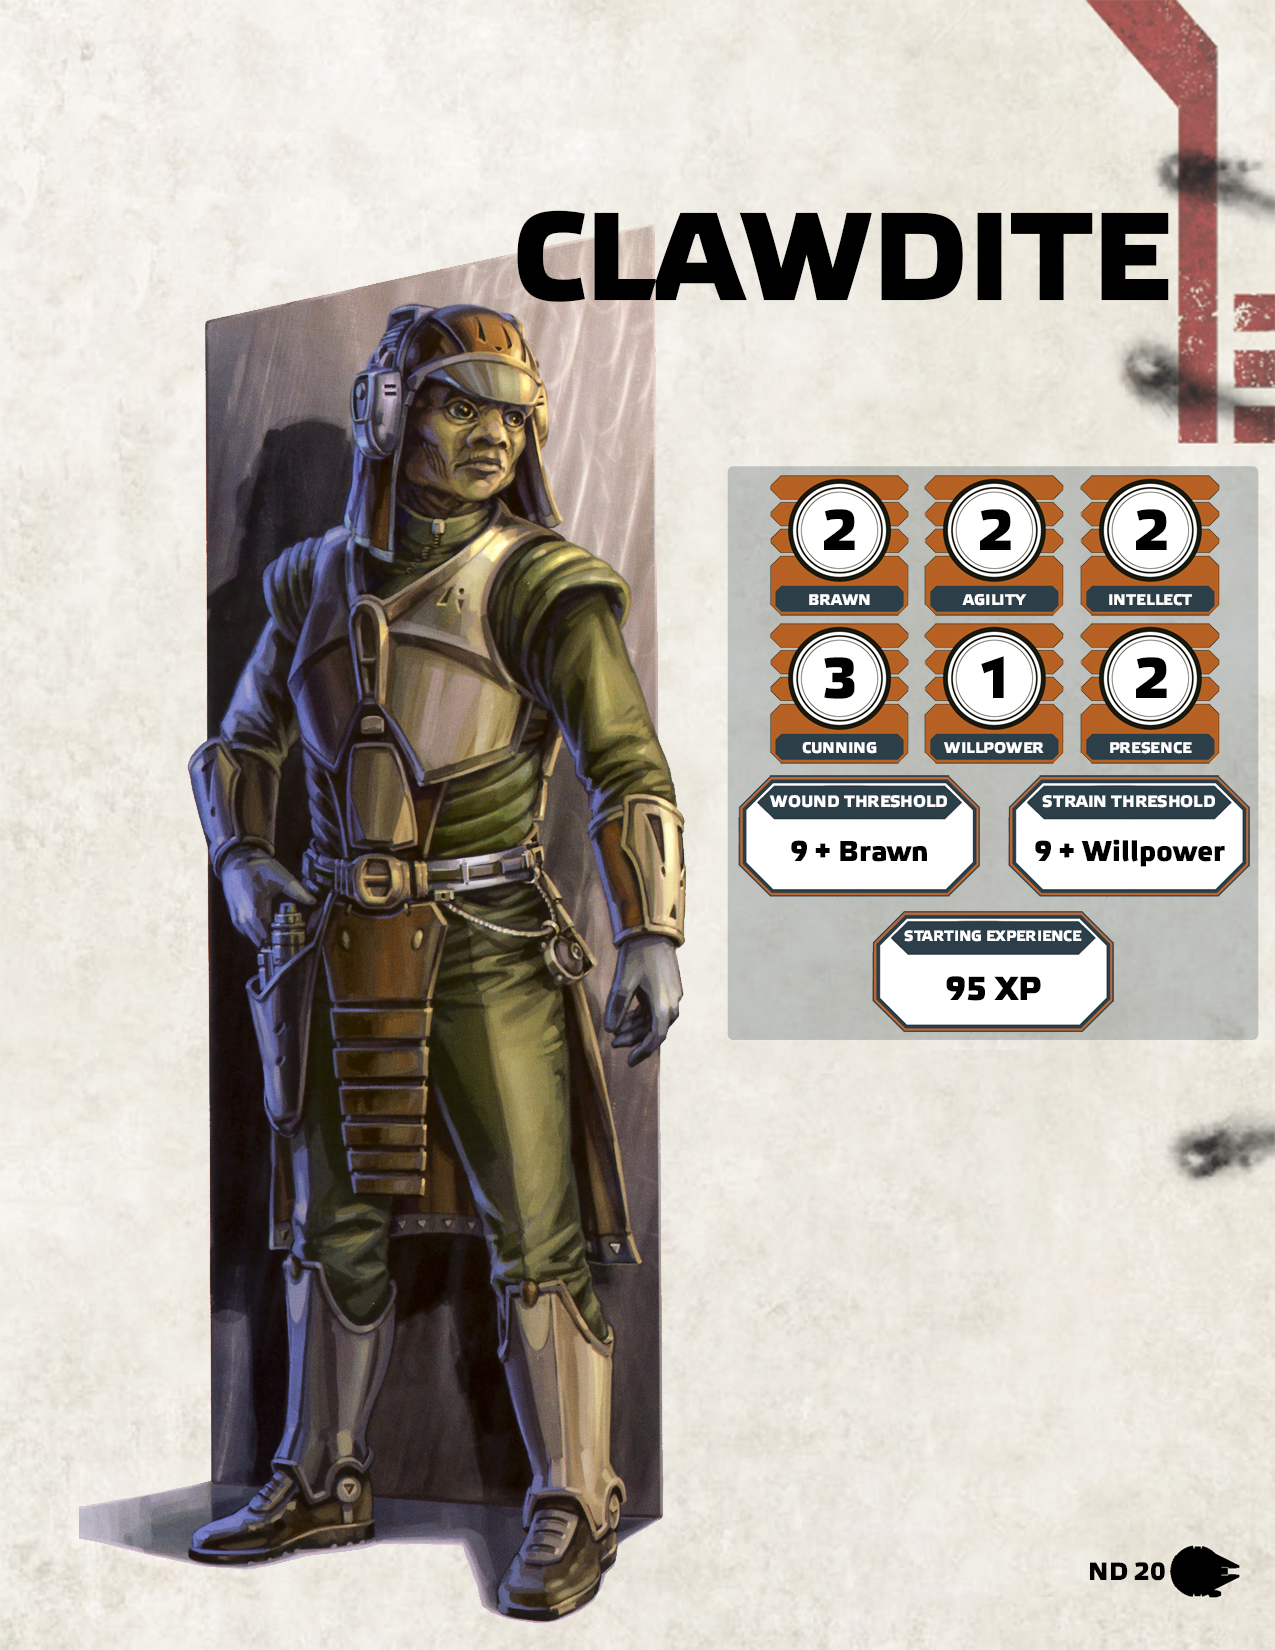 CLAWDITE
2 2 2
BRAWN AGILITY INTELLECT
3 1 2
CUNNING WILLPOWER PRESENCE
WOUND THRESHOLD STRAIN THRESHOLD
9 + Brawn 9 + Willpower
STARTING EXPERIENCE
95 XP
ND 20